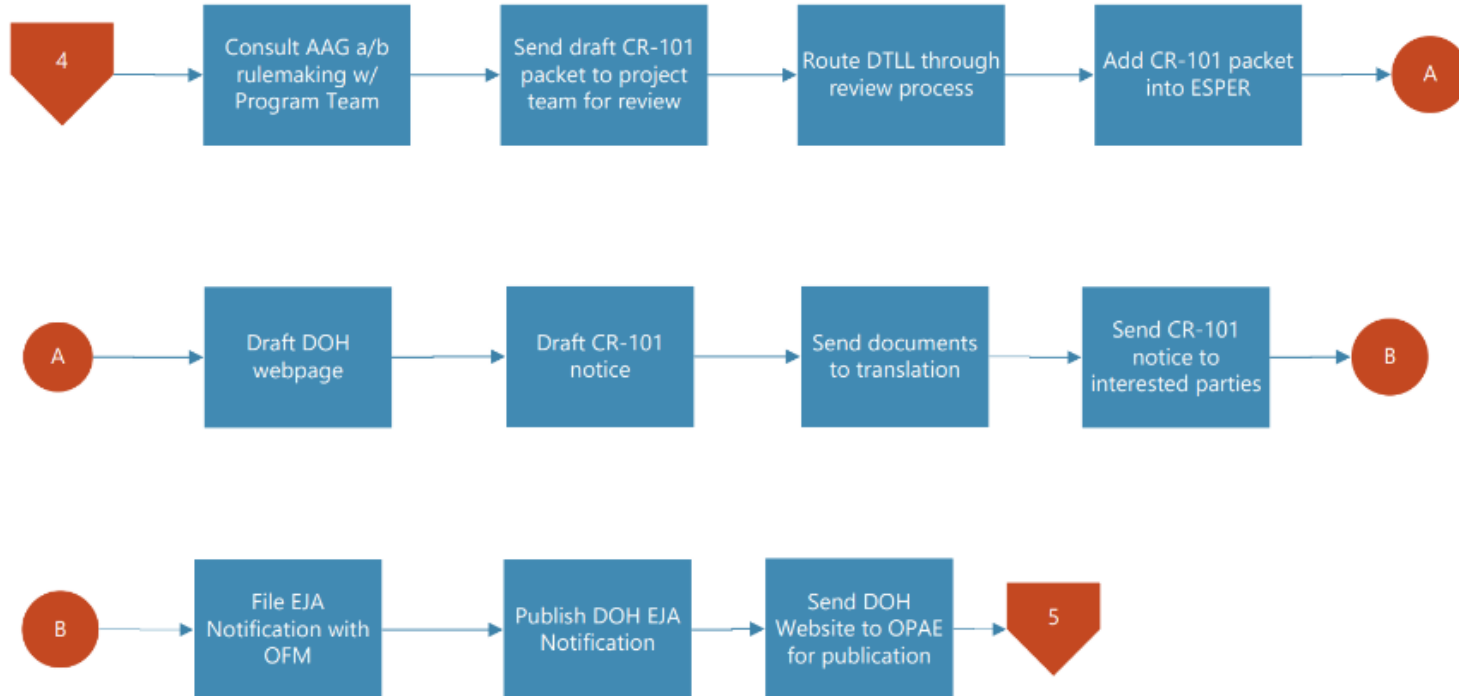 4
Consult AAG a/b
rulemaking w/
Program Team
Send draft CR-101
packet to project
team for review
Route DTLL through
review process
Add CR-101 packet
into ESPER
A
A
Draft DOH
webpage
Draft CR-101
notice
Send documents
to translation
Send CR-101
notice to
interested parties
B
B
File EJA
Notification with
OFM
Publish DOH EJA
Notification
Send DOH
Website to OPAE
for publication
5